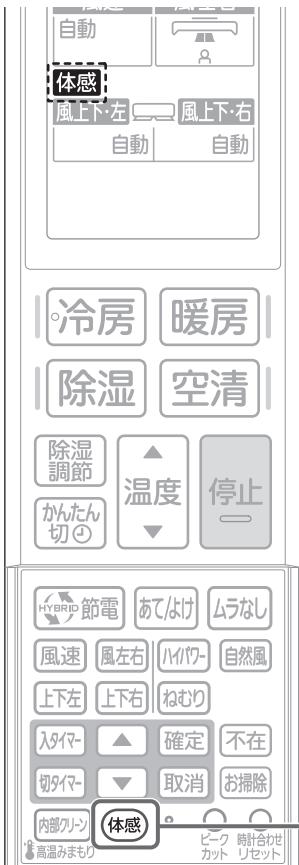 自動
体感
風上下・左 風上下・右
自動 自動
冷房 暖房
除湿 空清
除湿
調節
温度
停止
かんたん
切
HYBRID 節電 あて/よけ ムラなし
風速 風左右 ハイパワー 自然風
上下左 上下右 ねむり
入タイマー 確定 不在
切タイマー 取消 お掃除
内部クリーン 体感
高温みまもり
ピーク
カット
時計合わせ
リセット